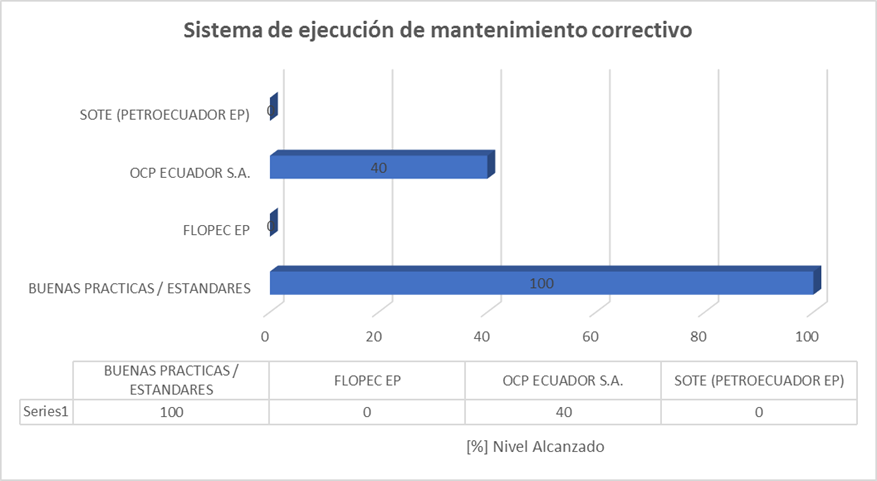 Sistema de ejecución de mantenimiento correctivo
SOTE (PETROECUADOR EP)
0
OCP ECUADOR S.A.
40
FLOPEC EP
0
BUENAS PRACTICAS / ESTANDARES
100
0 20 40 60 80 100
BUENAS PRACTICAS /
ESTANDARES
FLOPEC EP
OCP ECUADOR S.A.
SOTE (PETROECUADOR EP)
Series1 100 0 40 0
[%] Nivel Alcanzado